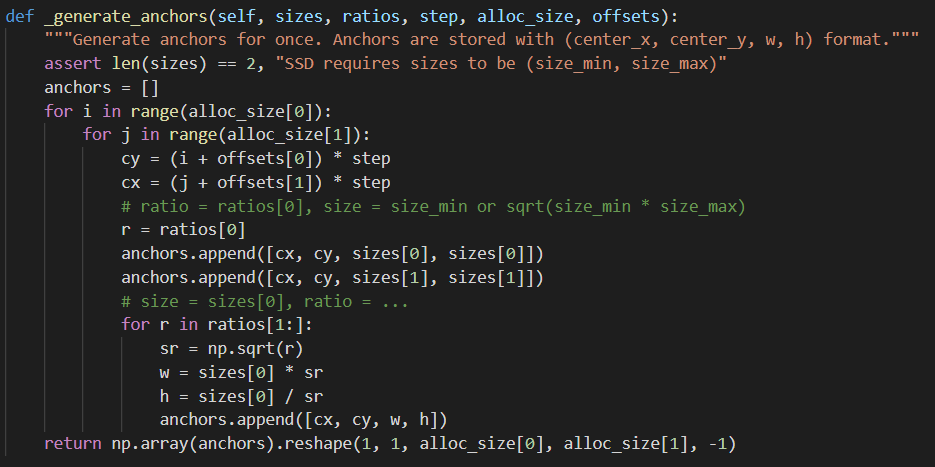 def _generate_anchors(self, sizes, ratios, step, alloc_size, offsets):
    """Generate anchors for once. Anchors are stored with (center_x, center_y, w, h) format."""
    assert len(sizes) == 2, "SSD requires sizes to be (size_min, size_max)"
    anchors = []
    for i in range(alloc_size[0]):
        for j in range(alloc_size[1]):
            cy = (i + offsets[0]) * step
            cx = (j + offsets[1]) * step
            # ratio = ratios[0], size = size_min or sqrt(size_min * size_max)
            r = ratios[0]
            anchors.append([cx, cy, sizes[0], sizes[0]])
            anchors.append([cx, cy, sizes[1], sizes[1]])
            # size = sizes[0], ratio = ...
            for r in ratios[1:]:
                sr = np.sqrt(r)
                w = sizes[0] * sr
                h = sizes[0] / sr
                anchors.append([cx, cy, w, h])
    return np.array(anchors).reshape(1, 1, alloc_size[0], alloc_size[1], -1)